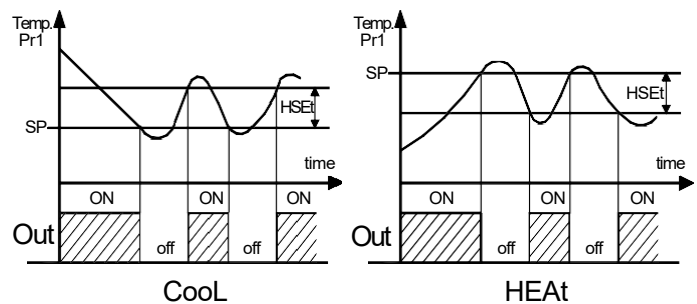 Temp.
Pr1
HSEt
SP
time
ON
ON
ON
Out
off
off
CooL
Temp.
Pr1
SP
HSEt
time
ON
ON
ON
Out
off
off
HEAt